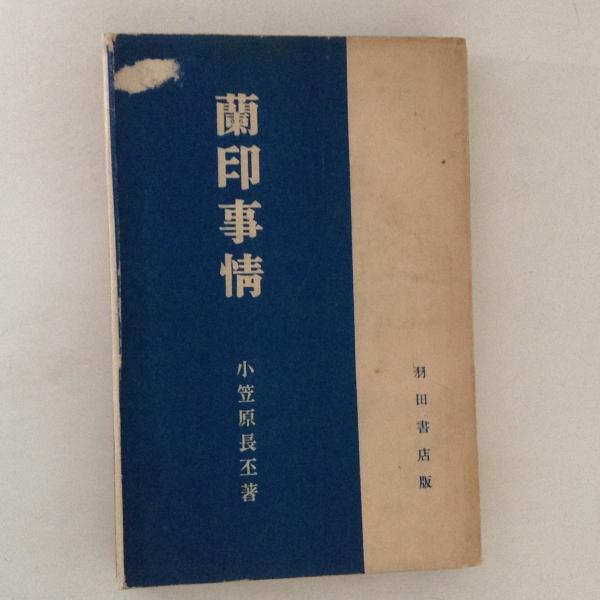 蘭印事情
小笠原長丕著
羽田書店版